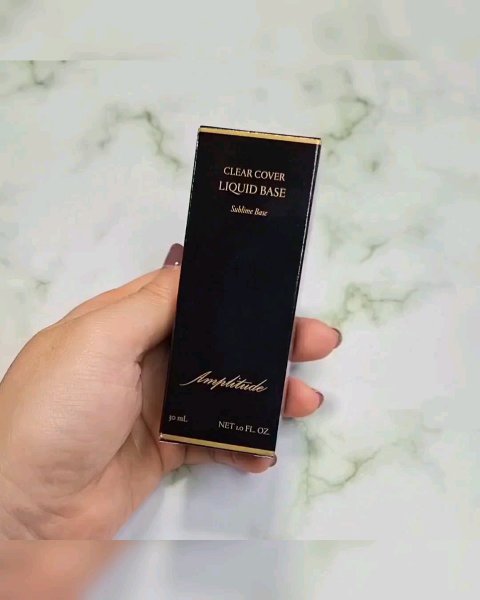 CLEAR COVER
LIQUID BASE
Sublime Base
Amplitude
30 mL NET 1.0 FL. OZ.